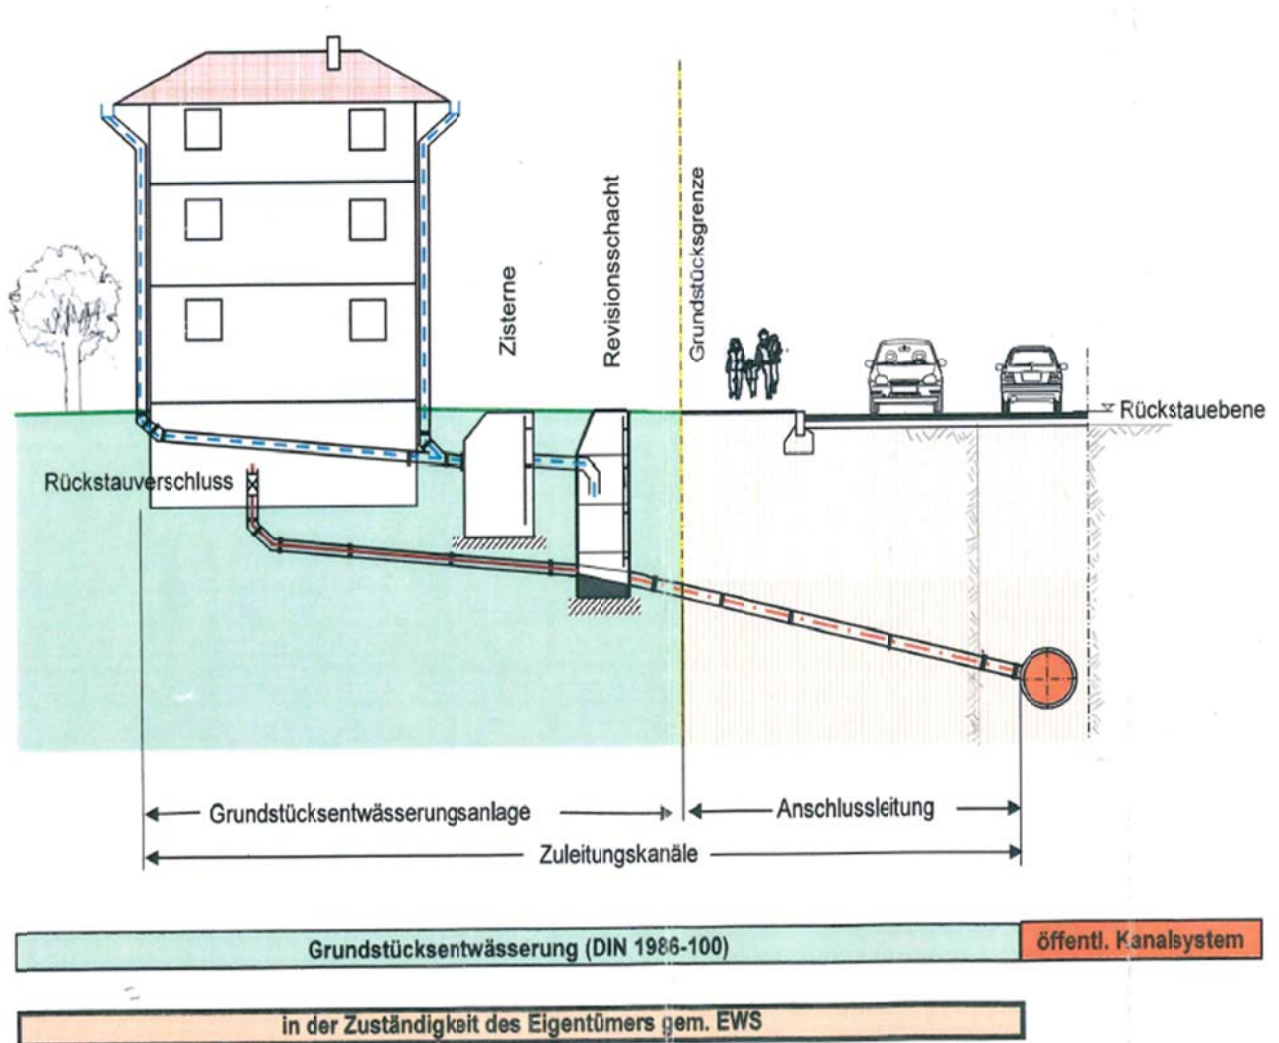 Zisterne
Revisionsschacht
Grundstücksgrenze
Rückstauebene
Rückstauverschluss
Grundstücksentwässerungsanlage
Anschlussleitung
Zuleitungskanäle
Grundstücksentwässerung (DIN 1986-100)
öffentl. Kanalsystem
in der Zuständigkeit des Eigentümers gem. EWS